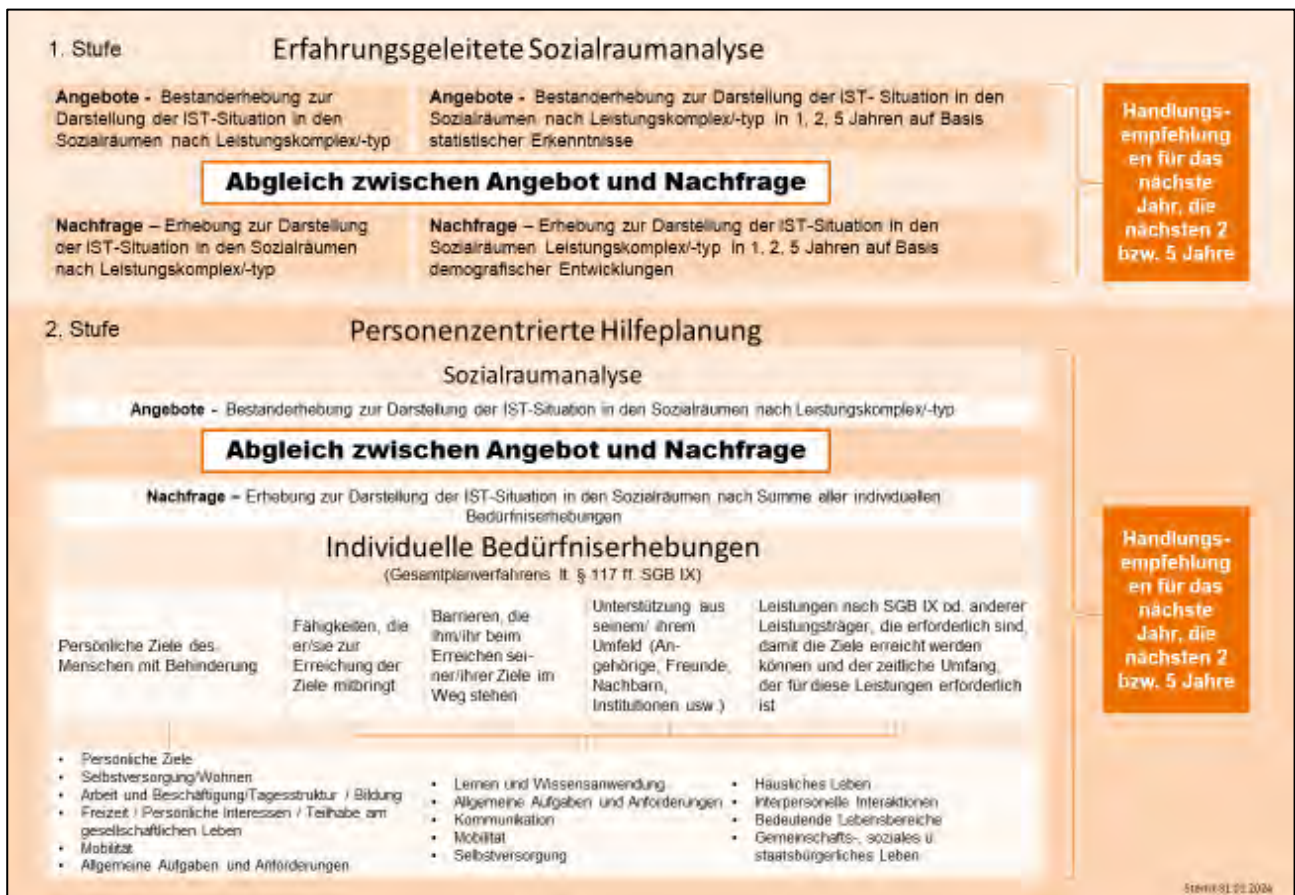 1. Stufe
Erfahrungsgeleitete Sozialraumanalyse
Angebote - Bestanderhebung zur
Darstellung der IST-Situation in den
Sozialräumen nach Leistungskomplex/-typ
Angebote - Bestanderhebung zur Darstellung der IST- Situation in den
Sozialräumen nach Leistungskomplex/-typ in 1, 2, 5 Jahren auf Basis
statistischer Erkenntnisse
Abgleich zwischen Angebot und Nachfrage
Nachfrage – Erhebung zur Darstellung
der IST-Situation in den Sozialräumen
nach Leistungskomplex/-typ
Nachfrage – Erhebung zur Darstellung der IST-Situation in den
Sozialräumen Leistungskomplex/-typ in 1, 2, 5 Jahren auf Basis
demografischer Entwicklungen
Handlungs-
empfehlung
en für das
nächste
Jahr, die
nächsten 2
bzw. 5 Jahre
2. Stufe
Personenzentrierte Hilfeplanung
Sozialraumanalyse
Angebote - Bestanderhebung zur Darstellung der IST-Situation in den Sozialräumen nach Leistungskomplex/-typ
Abgleich zwischen Angebot und Nachfrage
Nachfrage – Erhebung zur Darstellung der IST-Situation in den Sozialräumen nach Summe aller individuellen
Bedürfniserhebungen
Individuelle Bedürfniserhebungen
(Gesamtplanverfahrens lt. § 117 ff. SGB IX)
Persönliche Ziele des
Menschen mit Behinderung
Fähigkeiten, die
er/sie zur
Erreichung der
Ziele mitbringt
Barrieren, die
ihm/ihr beim
Erreichen sei-
ner/ihrer Ziele im
Weg stehen
Unterstützung aus
seinem/ ihrem
Umfeld (An-
gehörige, Freunde,
Nachbarn,
Institutionen usw.)
Leistungen nach SGB IX od. anderer
Leistungsträger, die erforderlich sind,
damit die Ziele erreicht werden
können und der zeitliche Umfang,
der für diese Leistungen erforderlich
ist
Handlungs-
empfehlung
en für das
nächste
Jahr, die
nächsten 2
bzw. 5 Jahre
• Persönliche Ziele
• Selbstversorgung/Wohnen
• Arbeit und Beschäftigung/Tagesstruktur / Bildung
• Freizeit / Persönliche Interessen / Teilhabe am
gesellschaftlichen Leben
• Mobilität
• Allgemeine Aufgaben und Anforderungen
• Lernen und Wissensanwendung
• Allgemeine Aufgaben und Anforderungen
• Kommunikation
• Mobilität
• Selbstversorgung
• Häusliches Leben
• Interpersonelle Interaktionen
• Bedeutende Lebensbereiche
• Gemeinschafts-, soziales u.
staatsbürgerliches Leben